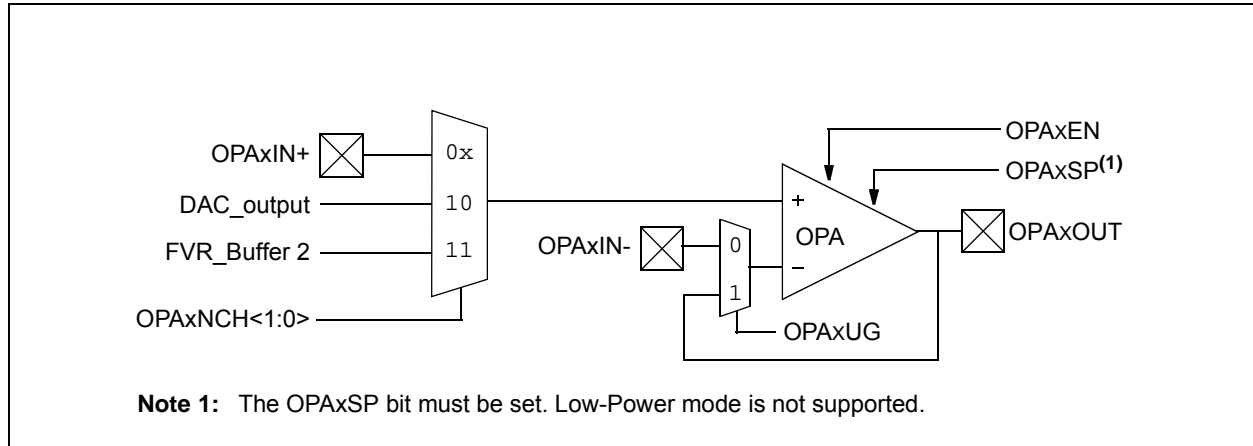 OPAxIN+
0x
DAC_output
10
FVR_Buffer 2
11
OPAxNCH<1:0>
OPAxEN
OPAxSP(1)
+
OPA
−
OPAxOUT
OPAxIN-
0
1
OPAxUG
Note 1: The OPAxSP bit must be set. Low-Power mode is not supported.